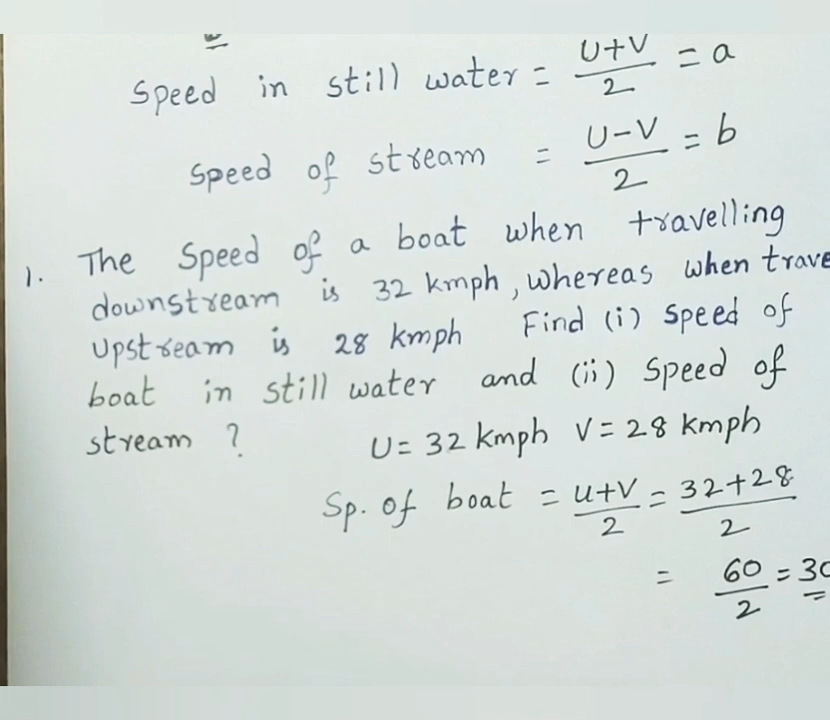 Speed in still water = U+V/2 = a
Speed of stream = U-V/2 = b
1. The Speed of a boat when travelling
downstream is 32 kmph, whereas when trave
Upstream is 28 kmph Find (i) Speed of
boat in still water and (ii) Speed of
stream ? U= 32 kmph V= 28 kmph
Sp. of boat = u+V/2 = 32+28/2
= 60/2 = 30